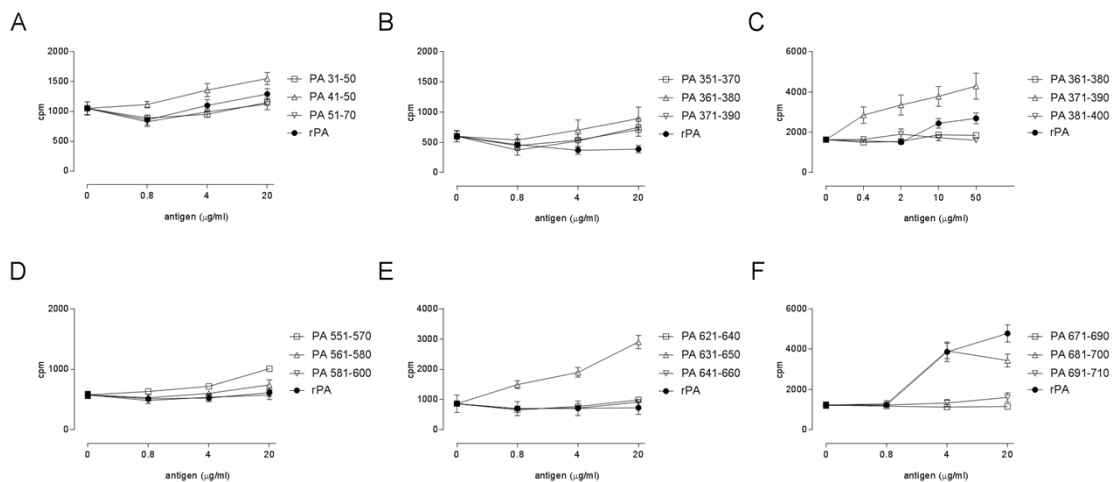 A
2000
1500
1000
500
0
cpm
0 0.8 4 20
antigen (μg/ml)
PA 31-50
PA 41-50
PA 51-70
rPA
B
2000
1500
1000
500
0
cpm
0 0.8 4 20
antigen (μg/ml)
PA 351-370
PA 361-380
PA 371-390
rPA
C
6000
4000
2000
0
cpm
0 0.4 2 10 50
antigen (μg/ml)
PA 361-380
PA 371-390
PA 381-400
rPA
D
2000
1000
0
cpm
0 0.8 4 20
antigen (μg/ml)
PA 551-570
PA 561-580
PA 581-600
rPA
E
4000
3000
2000
1000
0
cpm
0 0.8 4 20
antigen (μg/ml)
PA 621-640
PA 631-650
PA 641-660
rPA
F
6000
4000
2000
0
cpm
0 0.8 4 20
antigen (μg/ml)
PA 671-690
PA 681-700
PA 691-710
rPA